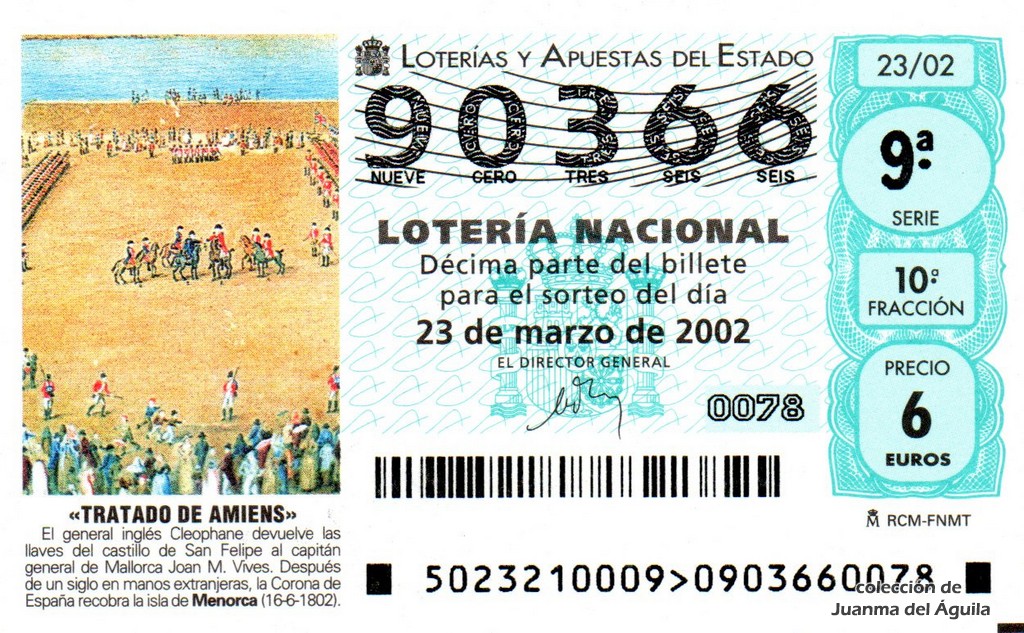 LOTERÍAS Y APUESTAS DEL ESTADO
90366
NUEVE CERO TRES SEIS SEIS
LOTERÍA NACIONAL
Décima parte del billete
para el sorteo del día
23 de marzo de 2002
EL DIRECTOR GENERAL
0078
23/02
9ª
SERIE
10ª
FRACCIÓN
PRECIO
6
EUROS
RCM-FNMT
«TRATADO DE AMIENS»
El general inglés Cleophane devuelve las
llaves del castillo de San Felipe al capitán
general de Mallorca Joan M. Vives. Después
de un siglo en manos extranjeras, la Corona de
España recobra la isla de Menorca (16-6-1802).
5023210009>0903660078
colección de
Juanma del Águila